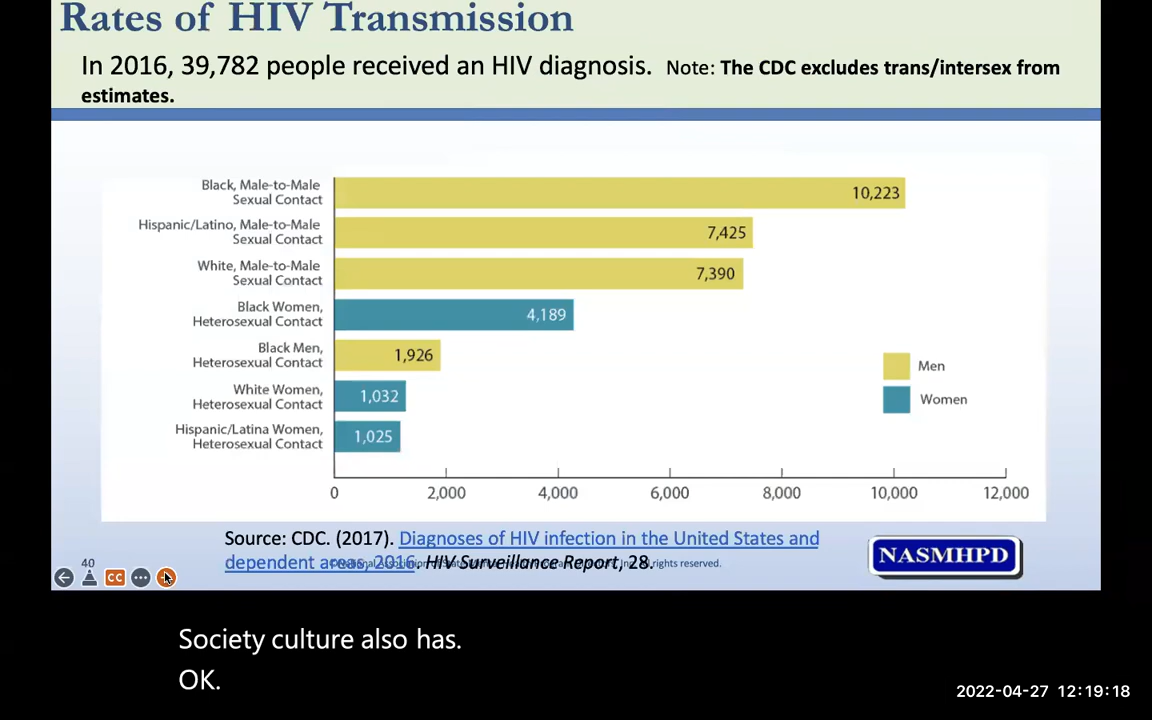 Rates of HIV Transmission
In 2016, 39,782 people received an HIV diagnosis. Note: The CDC excludes trans/intersex from
estimates.
Black, Male-to-Male
Sexual Contact
10,223
Hispanic/Latino, Male-to-Male
Sexual Contact
7,425
White, Male-to-Male
Sexual Contact
7,390
Black Women,
Heterosexual Contact
4,189
Black Men,
Heterosexual Contact
1,926
White Women,
Heterosexual Contact
1,032
Hispanic/Latina Women,
Heterosexual Contact
1,025
Men
Women
0 2,000 4,000 6,000 8,000 10,000 12,000
Source: CDC. (2017). Diagnoses of HIV infection in the United States and
dependent areas, 2016. HIV Surveillance Report, 28.
rights reserved.
NASMHPD
40
CC
Society culture also has.
OK.
2022-04-27 12:19:18